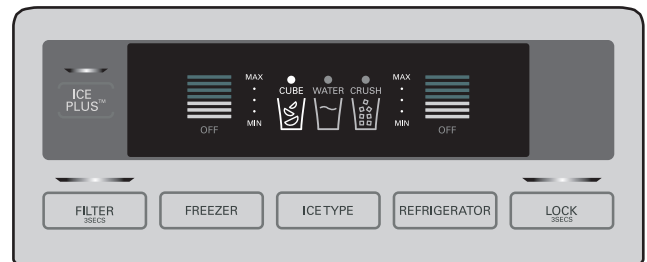 ICE
PLUS™
MAX
MIN
OFF
CUBE WATER CRUSH
MAX
MIN
OFF
FILTER
3SECS
FREEZER
ICE TYPE
REFRIGERATOR
LOCK
3SECS